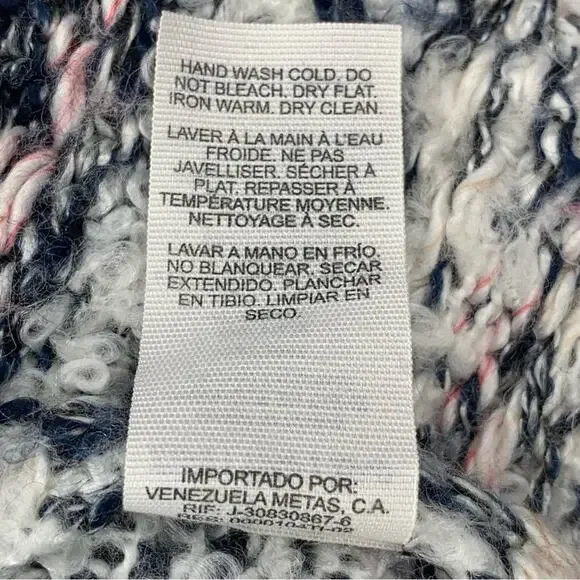 HAND WASH COLD. DO
NOT BLEACH. DRY FLAT.
IRON WARM. DRY CLEAN.
LAVER À LA MAIN À L'EAU
FROIDE. NE PAS
JAVELLISER. SÉCHER À
PLAT. REPASSER À
TEMPÉRATURE MOYENNE.
NETTOYAGE À SEC.
LAVAR A MANO EN FRÍO.
NO BLANQUEAR. SECAR
EXTENDIDO. PLANCHAR
EN TIBIO. LIMPIAR EN
SECO.
IMPORTADO POR:
VENEZUELA METAS, C.A.
RIF: J-30830867-6